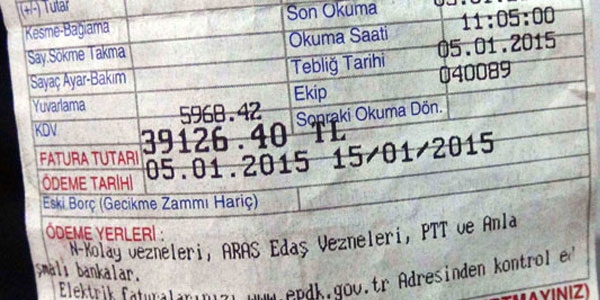 (+/-) Tutar
Kesme-Bağlama
Say.Sökme Takma
Sayaç Ayar-Bakım
Yuvarlama
KDV 5968.42
FATURA TUTARI 39126.40 TL
ÖDEME TARİHİ 05.01.2015 15/01/2015
Eski Borç (Gecikme Zammı Hariç)
Son Okuma
Okuma Saati 11:05:00
Tebliğ Tarihi 05.01.2015
Ekip 040089
Sonraki Okuma Dön.
ÖDEME YERLERİ :
N-Kolay vezneleri, ARAS Edaş Vezneleri, PTT ve Anla
şmalı bankalar.
Elektrik www.epdk.gov.tr Adresinden kontrol e